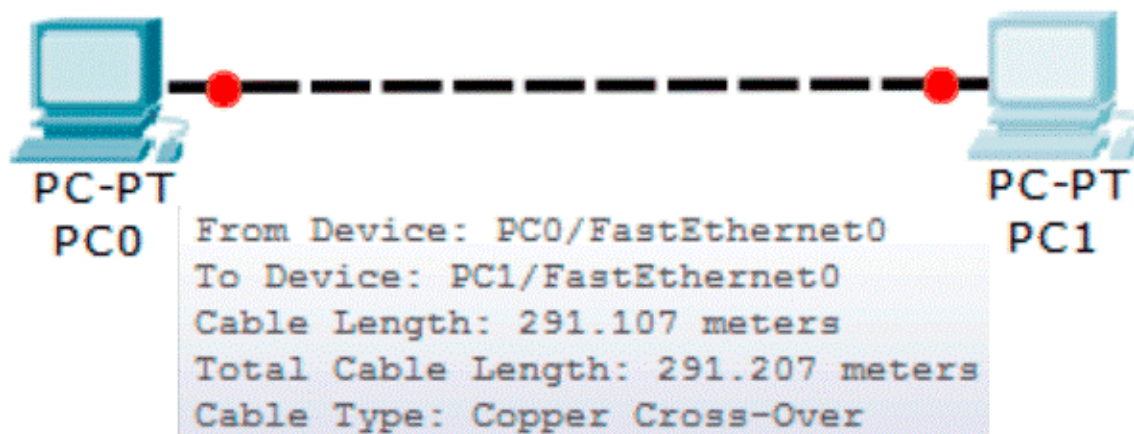 PC-PT
PC0
PC-PT
PC1
From Device: PC0/FastEthernet0
To Device: PC1/FastEthernet0
Cable Length: 291.107 meters
Total Cable Length: 291.207 meters
Cable Type: Copper Cross-Over